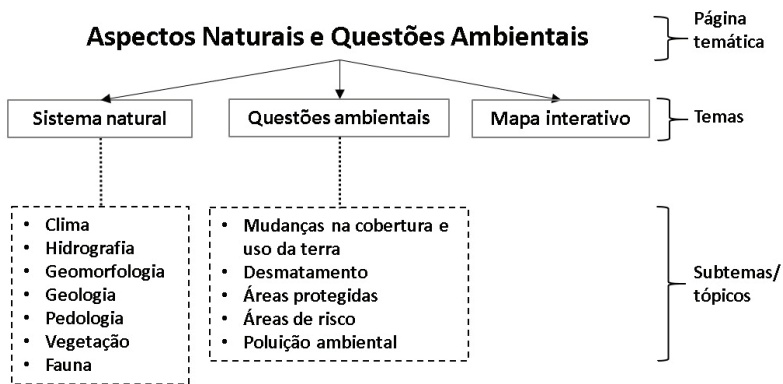 Aspectos Naturais e Questões Ambientais
Página
temática
Sistema natural
Questões ambientais
Mapa interativo
Temas
• Clima
• Hidrografia
• Geomorfologia
• Geologia
• Pedologia
• Vegetação
• Fauna
• Mudanças na cobertura e
uso da terra
• Desmatamento
• Áreas protegidas
• Áreas de risco
• Poluição ambiental
Subtemas/
tópicos